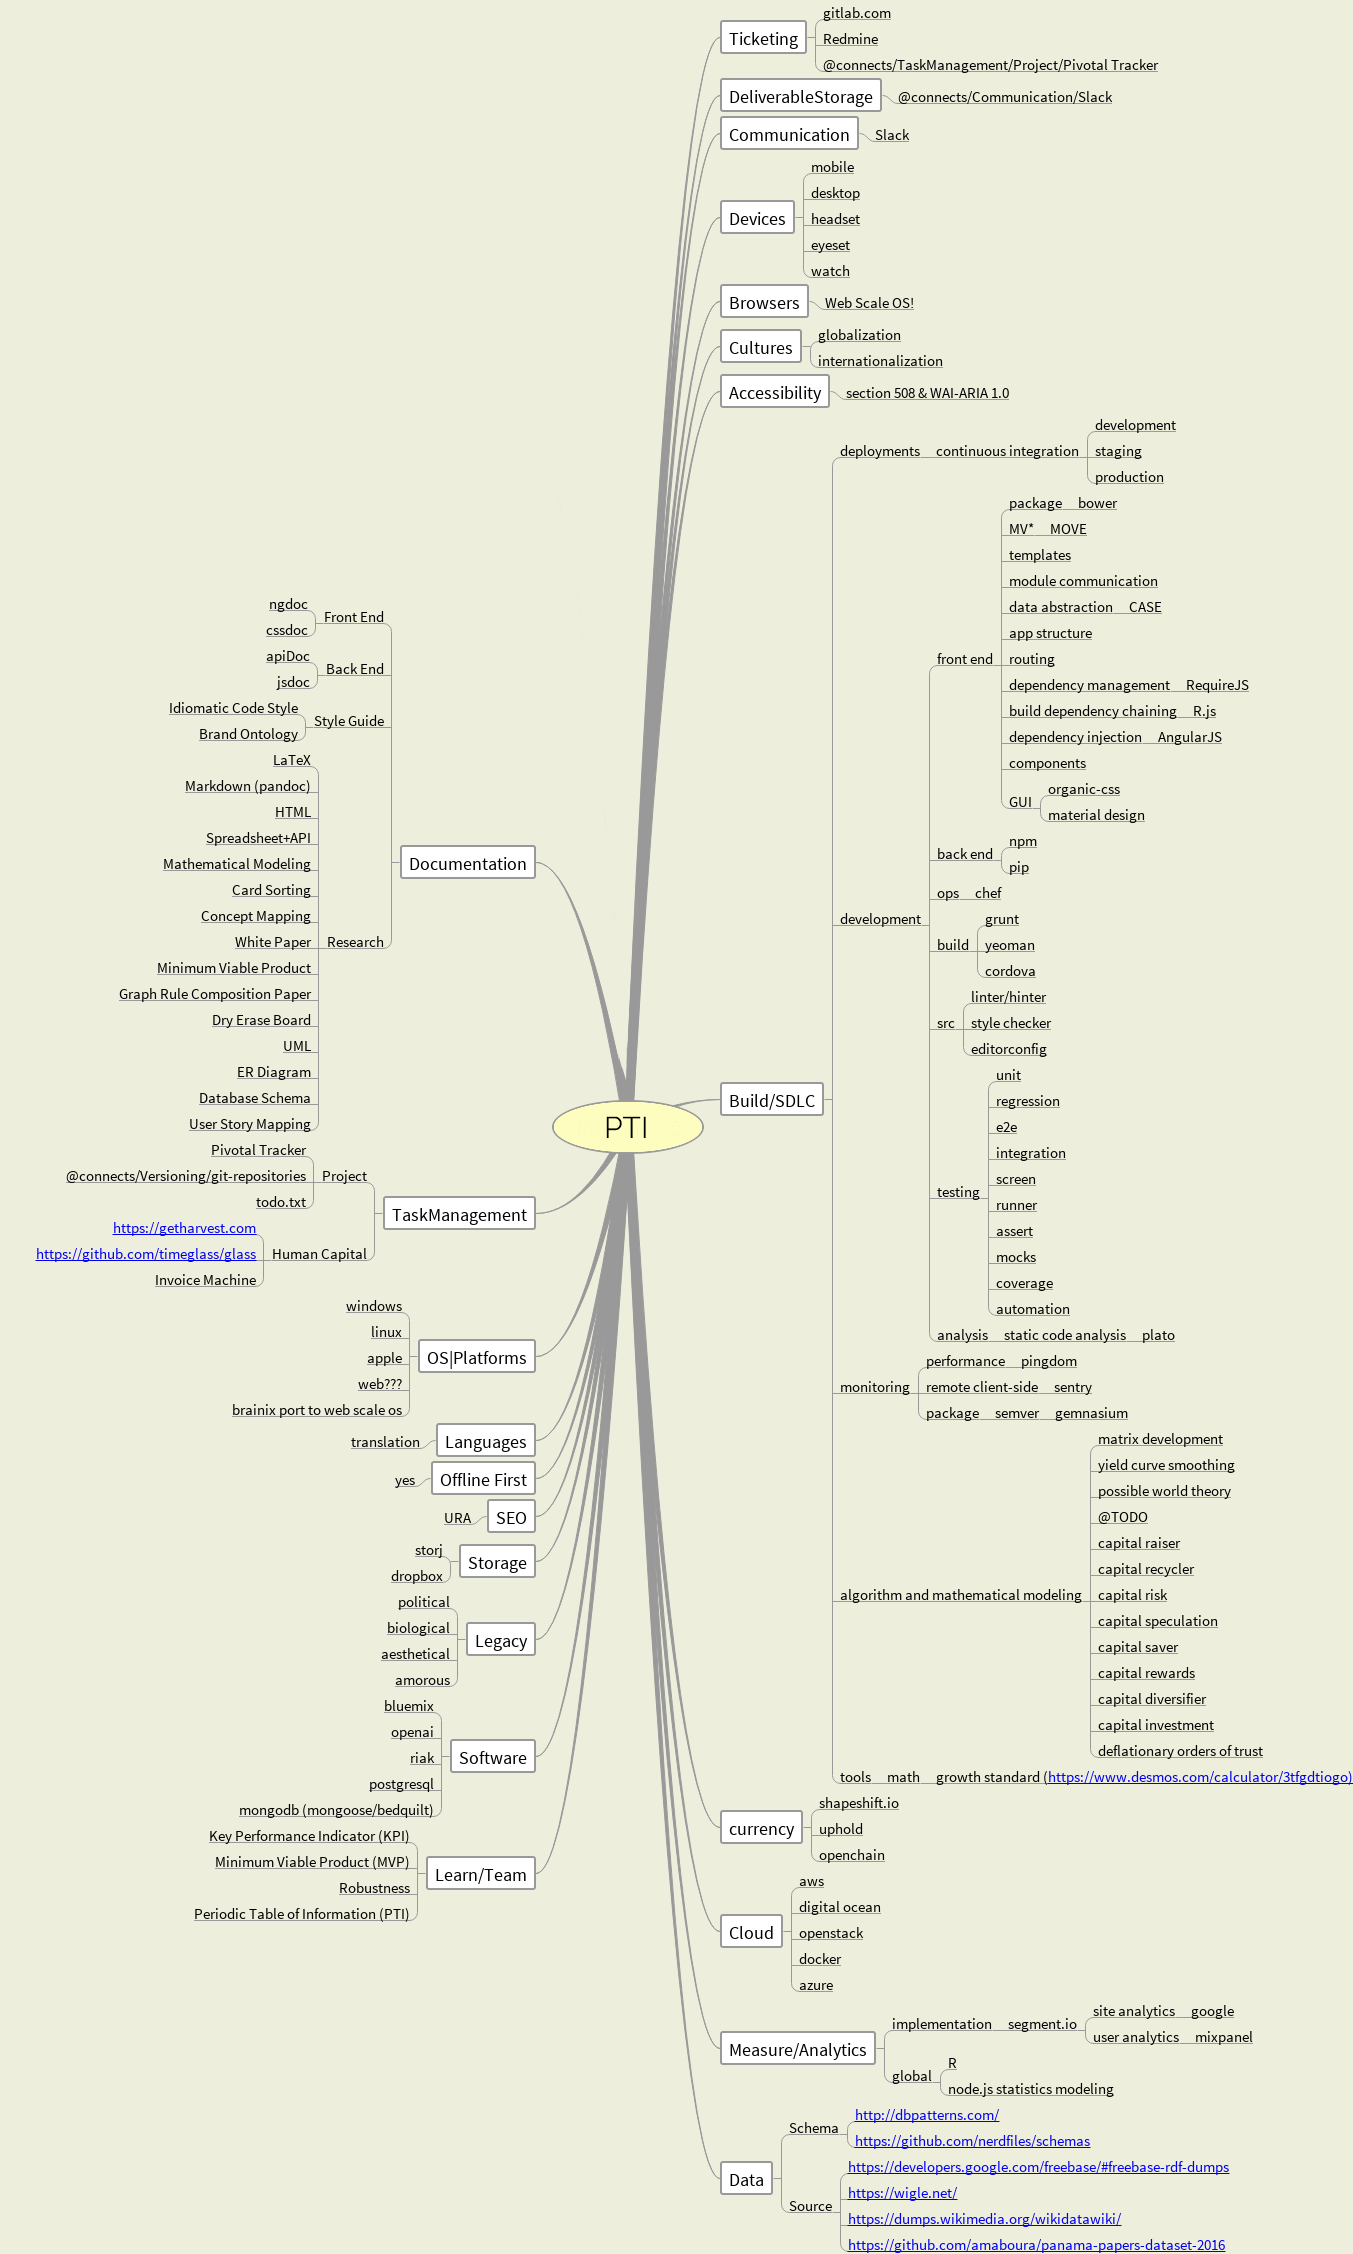 PTI
Ticketing
gitlab.com
Redmine
@connects/TaskManagement/Project/Pivotal Tracker
DeliverableStorage
@connects/Communication/Slack
Communication
Slack
Devices
mobile
desktop
headset
eyeset
watch
Browsers
Web Scale OS!
Cultures
globalization
internationalization
Accessibility
section 508 & WAI-ARIA 1.0
Build/SDLC
deployments
continuous integration
development
staging
production
development
front end
package
bower
MV*
MOVE
templates
module communication
data abstraction
CASE
app structure
routing
dependency management
RequireJS
build dependency chaining
R.js
dependency injection
AngularJS
components
GUI
organic-css
material design
back end
npm
pip
ops
chef
build
grunt
yeoman
cordova
src
linter/hinter
style checker
editorconfig
testing
unit
regression
e2e
integration
screen
runner
assert
mocks
coverage
automation
analysis
static code analysis
plato
monitoring
performance
pingdom
remote client-side
sentry
package
semver
gemnasium
algorithm and mathematical modeling
matrix development
yield curve smoothing
possible world theory
@TODO
capital raiser
capital recycler
capital risk
capital speculation
capital saver
capital rewards
capital diversifier
capital investment
deflationary orders of trust
tools
math
growth standard (https://www.desmos.com/calculator/3tfgdtiogo)
currency
shapeshift.io
uphold
openchain
Cloud
aws
digital ocean
openstack
docker
azure
Measure/Analytics
implementation
segment.io
site analytics
google
user analytics
mixpanel
global
R
node.js statistics modeling
Data
Schema
http://dbpatterns.com/
https://github.com/nerdfiles/schemas
Source
https://developers.google.com/freebase/#freebase-rdf-dumps
https://wigle.net/
https://dumps.wikimedia.org/wikidatawiki/
https://github.com/amaboura/panama-papers-dataset-2016
Documentation
Front End
ngdoc
cssdoc
Back End
apiDoc
jsdoc
Style Guide
Idiomatic Code Style
Brand Ontology
Research
LaTeX
Markdown (pandoc)
HTML
Spreadsheet+API
Mathematical Modeling
Card Sorting
Concept Mapping
White Paper
Minimum Viable Product
Graph Rule Composition Paper
Dry Erase Board
UML
ER Diagram
Database Schema
User Story Mapping
TaskManagement
Project
Pivotal Tracker
@connects/Versioning/git-repositories
todo.txt
Human Capital
https://getharvest.com
https://github.com/timeglass/glass
Invoice Machine
OS|Platforms
windows
linux
apple
web???
brainix port to web scale os
Languages
translation
Offline First
yes
SEO
URA
Storage
storj
dropbox
Legacy
political
biological
aesthetical
amorous
Software
bluemix
openai
riak
postgresql
mongodb (mongoose/bedquilt)
Learn/Team
Key Performance Indicator (KPI)
Minimum Viable Product (MVP)
Robustness
Periodic Table of Information (PTI)